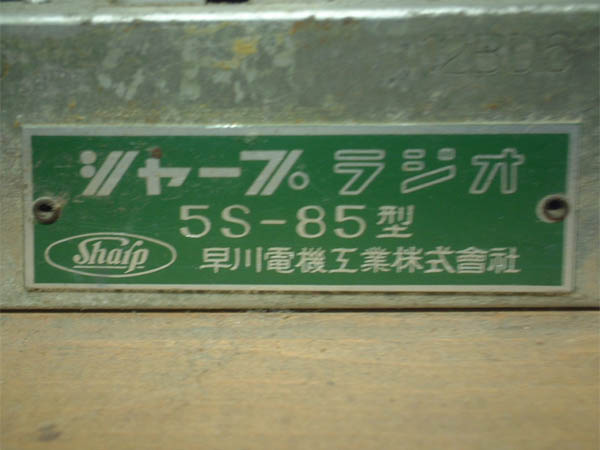 シャープ ラジオ
5S-85型
Sharp
早川電機工業株式會社